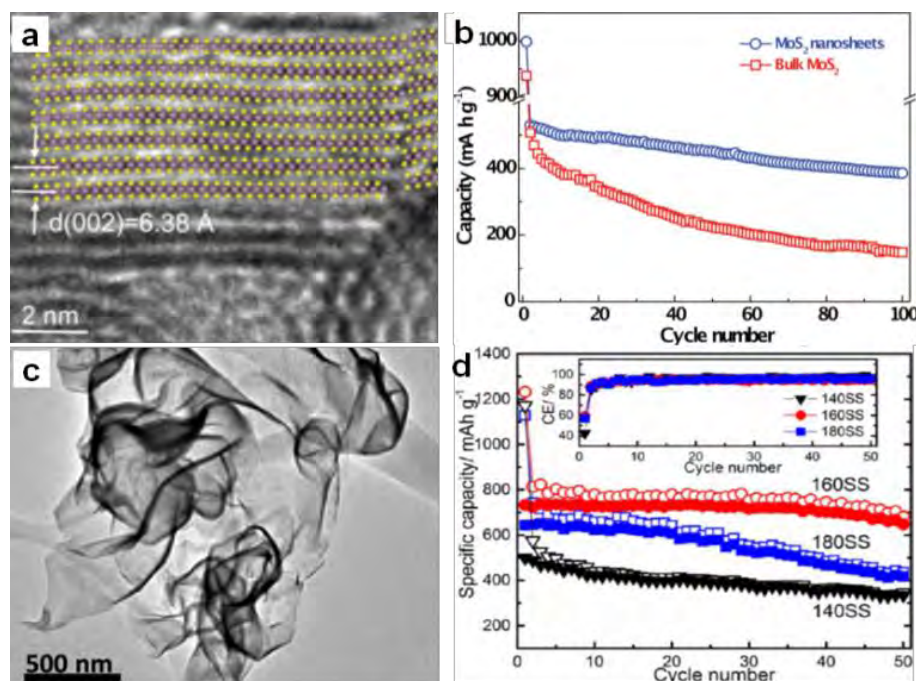 a
d(002)=6.38 Å
2 nm
b
1000
900
400
200
0
Capacity (mA h g⁻¹)
MoS₂ nanosheets
Bulk MoS₂
0 20 40 60 80 100
Cycle number
c
500 nm
d
1400
1200
1000
800
600
400
200
Specific capacity/ mAh g⁻¹
100
80
60
40
CE/ %
140SS
160SS
180SS
0 10 20 30 40 50
Cycle number
160SS
180SS
140SS
0 10 20 30 40 50
Cycle number